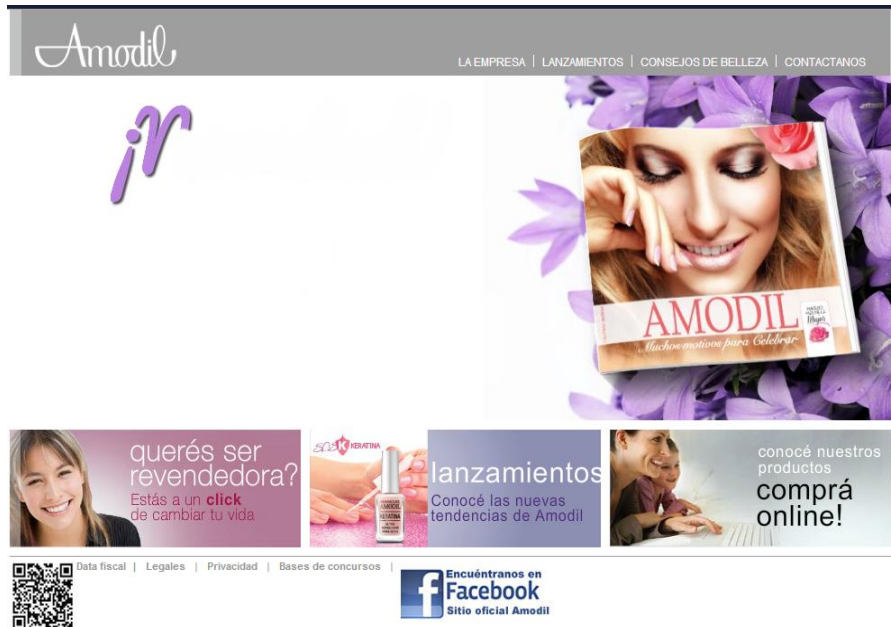 Amodil
LA EMPRESA | LANZAMIENTOS | CONSEJOS DE BELLEZA | CONTACTANOS
AMODIL
Muchos motivos para Celebrar
Mujer
querés ser
revendedora?
Estás a un click
de cambiar tu vida
SOS K KERATINA
AMODIL
KERATINA
lanzamientos
Conocé las nuevas
tendencias de Amodil
conocé nuestros
productos
comprá
online!
Data fiscal | Legales | Privacidad | Bases de concursos |
Encuéntranos en
Facebook
Sitio oficial Amodil